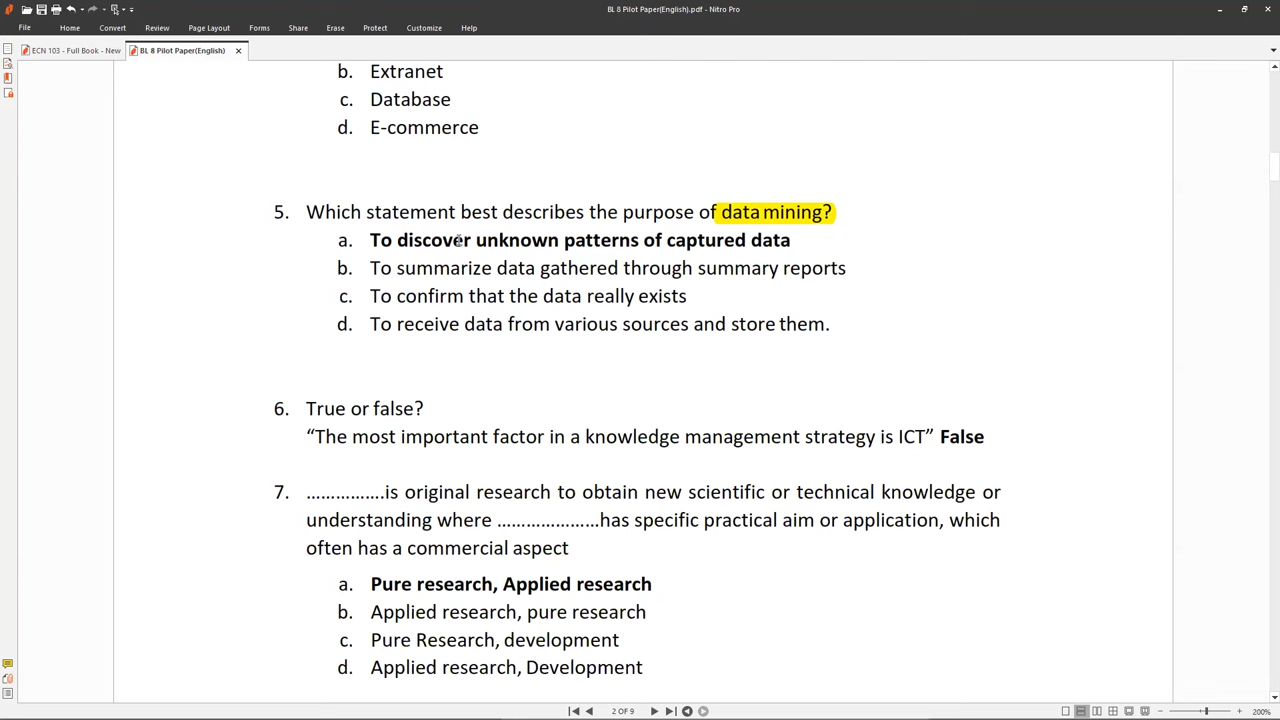 BL 8 Pilot Paper(English).pdf - Nitro Pro
File Home Convert Review Page Layout Forms Share Erase Protect Customize Help
ECN 103 - Full Book - New BL 8 Pilot Paper(English)
b. Extranet
c. Database
d. E-commerce
5. Which statement best describes the purpose of data mining?
a. To discover unknown patterns of captured data
b. To summarize data gathered through summary reports
c. To confirm that the data really exists
d. To receive data from various sources and store them.
6. True or false?
“The most important factor in a knowledge management strategy is ICT” False
7. …………….is original research to obtain new scientific or technical knowledge or
understanding where …………………has specific practical aim or application, which
often has a commercial aspect
a. Pure research, Applied research
b. Applied research, pure research
c. Pure Research, development
d. Applied research, Development
2 OF 9
200%